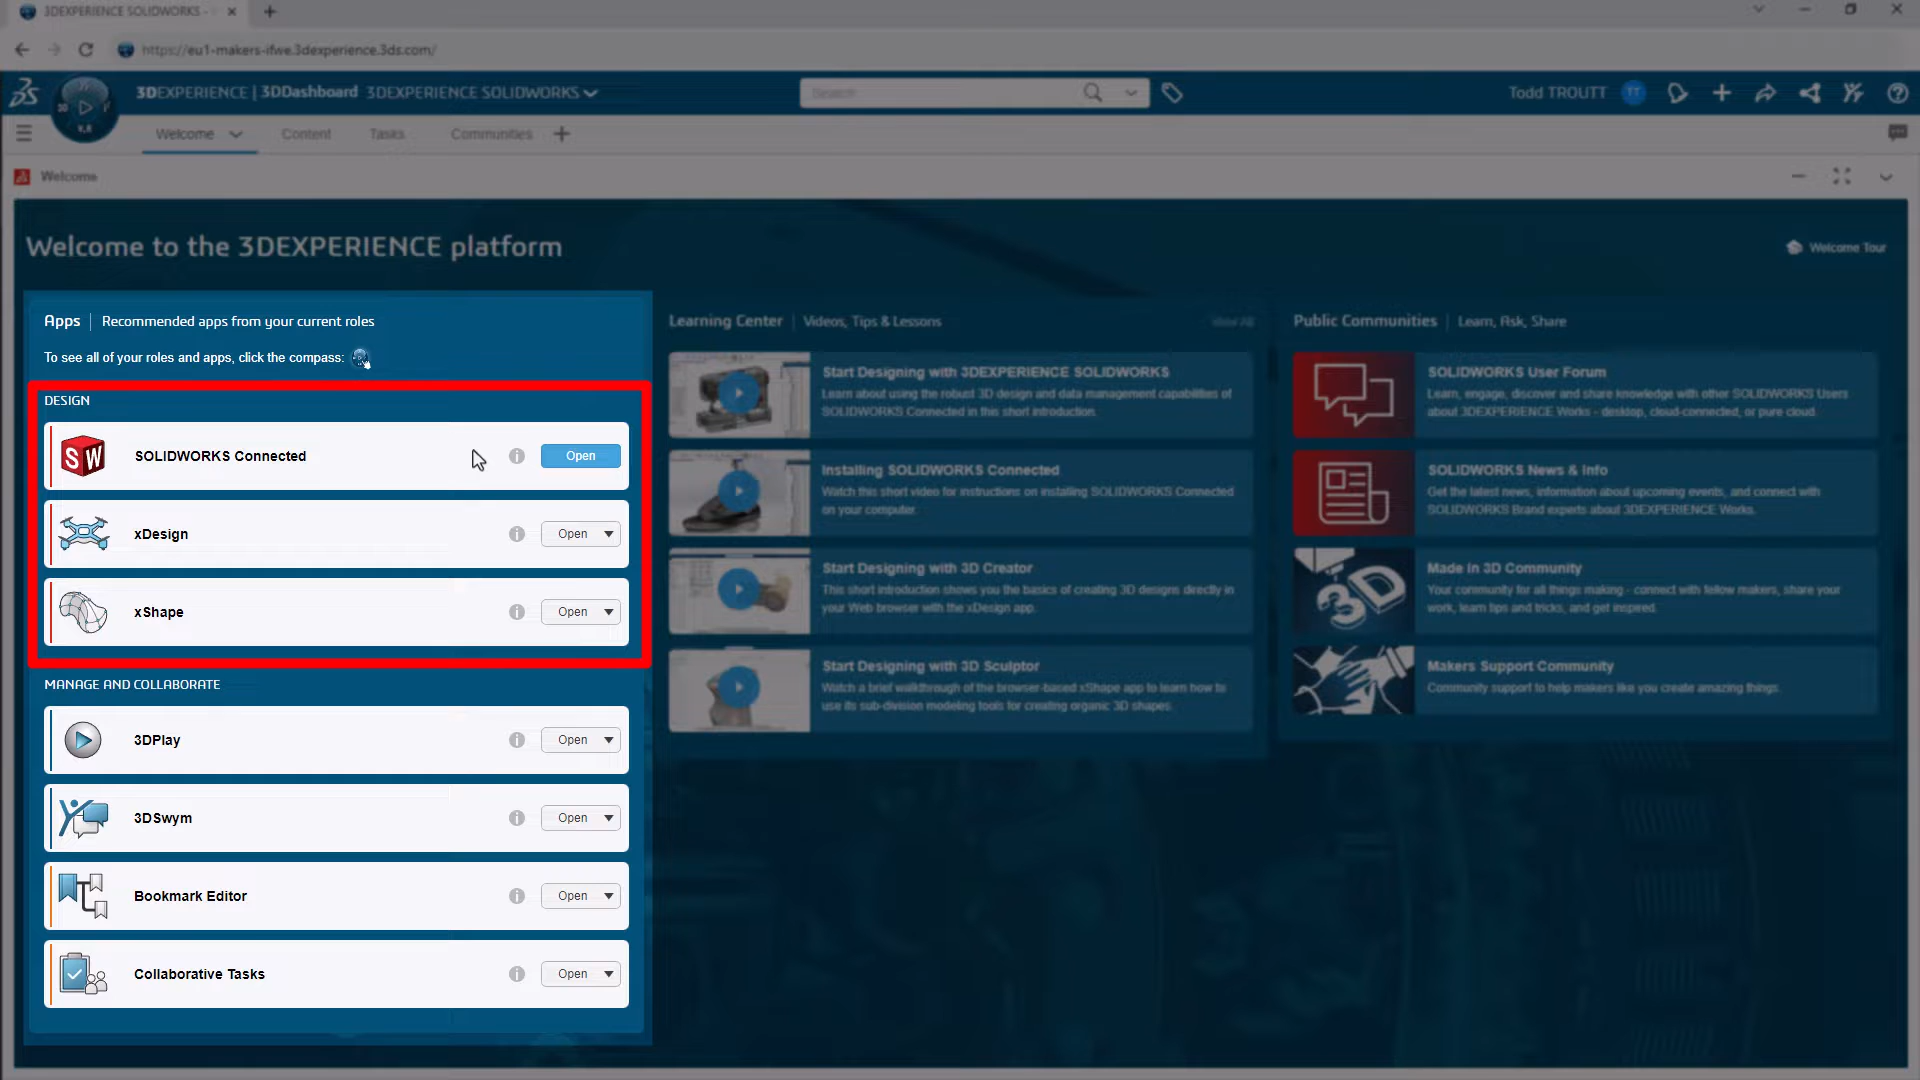 3DEXPERIENCE SOLIDWORKS -
https://eu1-makers-ifwe.3dexperience.3ds.com/
3DEXPERIENCE | 3DDashboard 3DEXPERIENCE SOLIDWORKS
Search
Todd TROUTT
TT
3D
V.R
Welcome
Content
Tasks
Communities
Welcome
Welcome to the 3DEXPERIENCE platform
Welcome Tour
Apps | Recommended apps from your current roles
To see all of your roles and apps, click the compass:
DESIGN
SW
SOLIDWORKS Connected
Open
xDesign
Open
xShape
Open
MANAGE AND COLLABORATE
3DPlay
Open
3DSwym
Open
Bookmark Editor
Open
Collaborative Tasks
Open
Learning Center | Videos, Tips & Lessons
View All
Start Designing with 3DEXPERIENCE SOLIDWORKS
Learn about using the robust 3D design and data management capabilities of
SOLIDWORKS Connected in this short introduction.
Installing SOLIDWORKS Connected
Watch this short video for instructions on installing SOLIDWORKS Connected
on your computer.
Start Designing with 3D Creator
This short introduction shows you the basics of creating 3D designs directly in
your Web browser with the xDesign app.
Start Designing with 3D Sculptor
Watch a brief walkthrough of the browser-based xShape app to learn how to
use its sub-division modeling tools for creating organic 3D shapes.
Public Communities | Learn, Ask, Share
SOLIDWORKS User Forum
Learn, engage, discover and share knowledge with other SOLIDWORKS Users
about 3DEXPERIENCE Works - desktop, cloud-connected, or pure cloud.
SOLIDWORKS News & Info
Get the latest news, information about upcoming events, and connect with
SOLIDWORKS Brand experts about 3DEXPERIENCE Works.
3D
Made In 3D Community
Your community for all things making - connect with fellow makers, share your
work, learn tips and tricks, and get inspired.
Makers Support Community
Community support to help makers like you create amazing things.